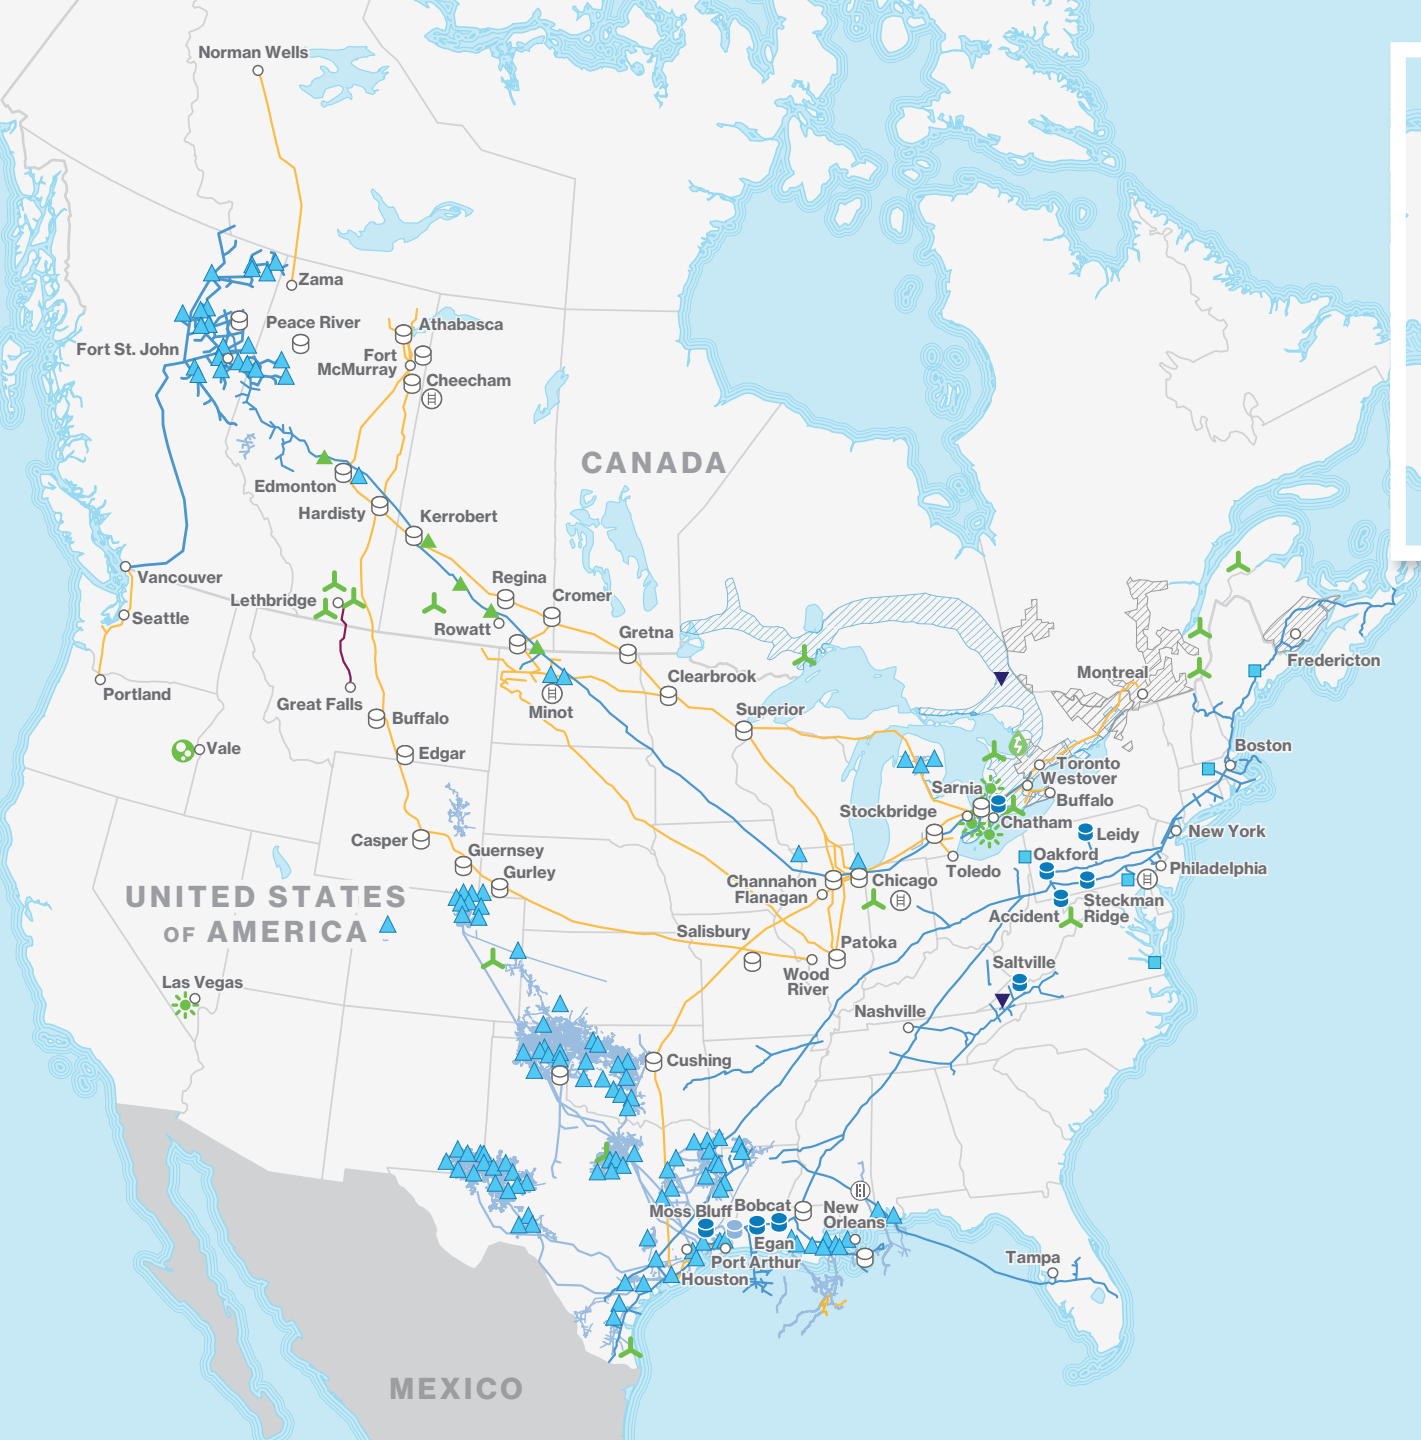 Norman Wells
Zama
Peace River
Athabasca
Fort St. John
Fort
McMurray
Cheecham
CANADA
Edmonton
Hardisty
Kerrobert
Vancouver
Regina
Cromer
Lethbridge
Seattle
Rowatt
Gretna
Fredericton
Montreal
Clearbrook
Portland
Great Falls
Minot
Superior
Buffalo
Vale
Edgar
Boston
Toronto
Westover
Sarnia
Buffalo
Stockbridge
Chatham
Leidy
New York
Casper
Guernsey
Oakford
Gurley
Toledo
Philadelphia
Channahon
Flanagan
Chicago
UNITED STATES
OF AMERICA
Steckman
Ridge
Accident
Salisbury
Patoka
Wood
River
Saltville
Las Vegas
Nashville
Cushing
Moss Bluff
Bobcat
New
Orleans
Egan
Port Arthur
Tampa
Houston
MEXICO